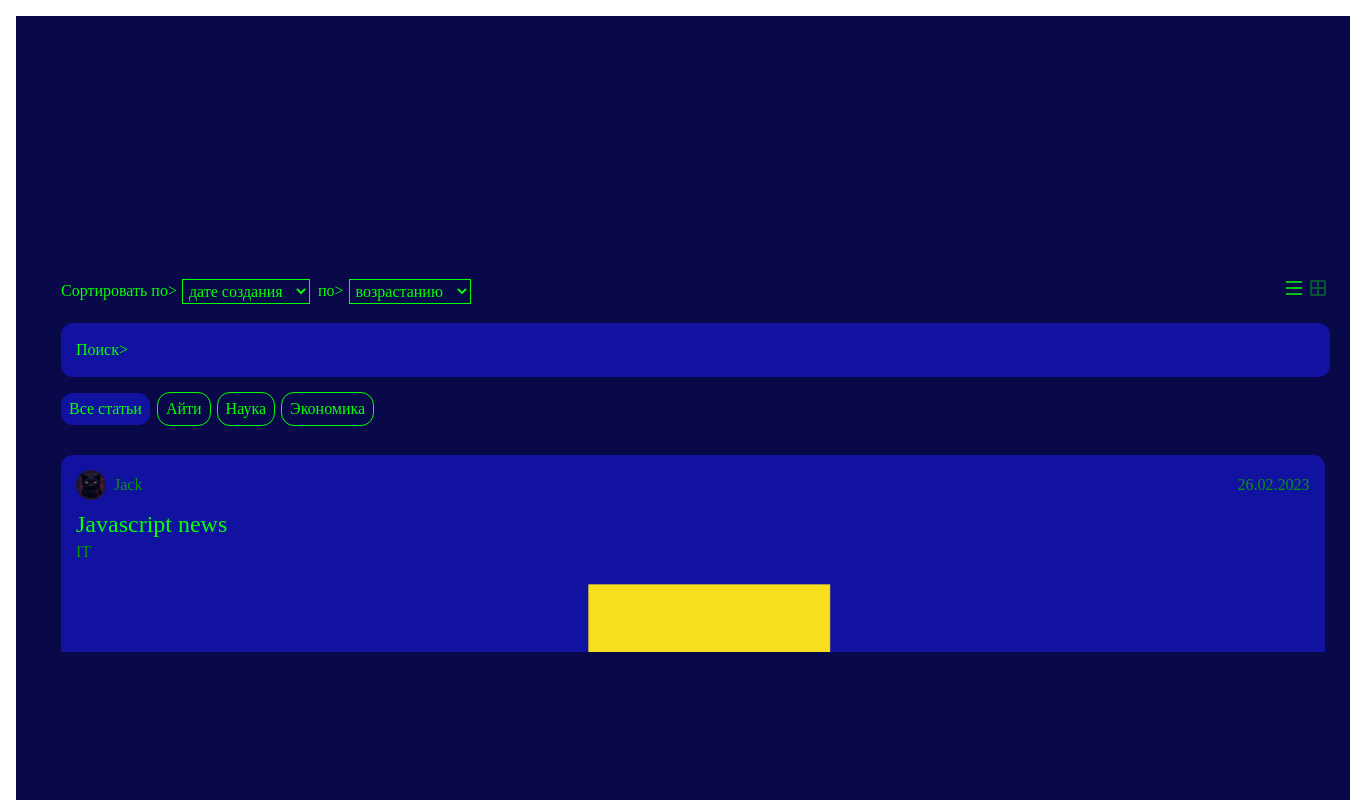 Сортировать по> дате создания по> возрастанию
Поиск>
Все статьи Айти Наука Экономика
Jack 26.02.2023
Javascript news
IT